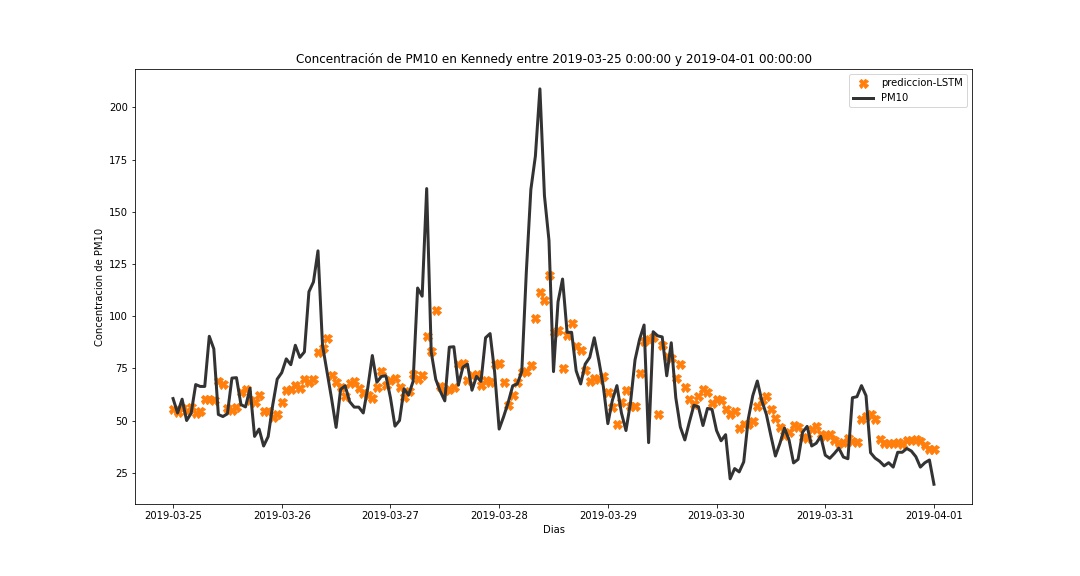 Concentración de PM10 en Kennedy entre 2019-03-25 0:00:00 y 2019-04-01 00:00:00
prediccion-LSTM
PM10
Concentracion de PM10
200
175
150
125
100
75
50
25
2019-03-25 2019-03-26 2019-03-27 2019-03-28 2019-03-29 2019-03-30 2019-03-31 2019-04-01
Dias